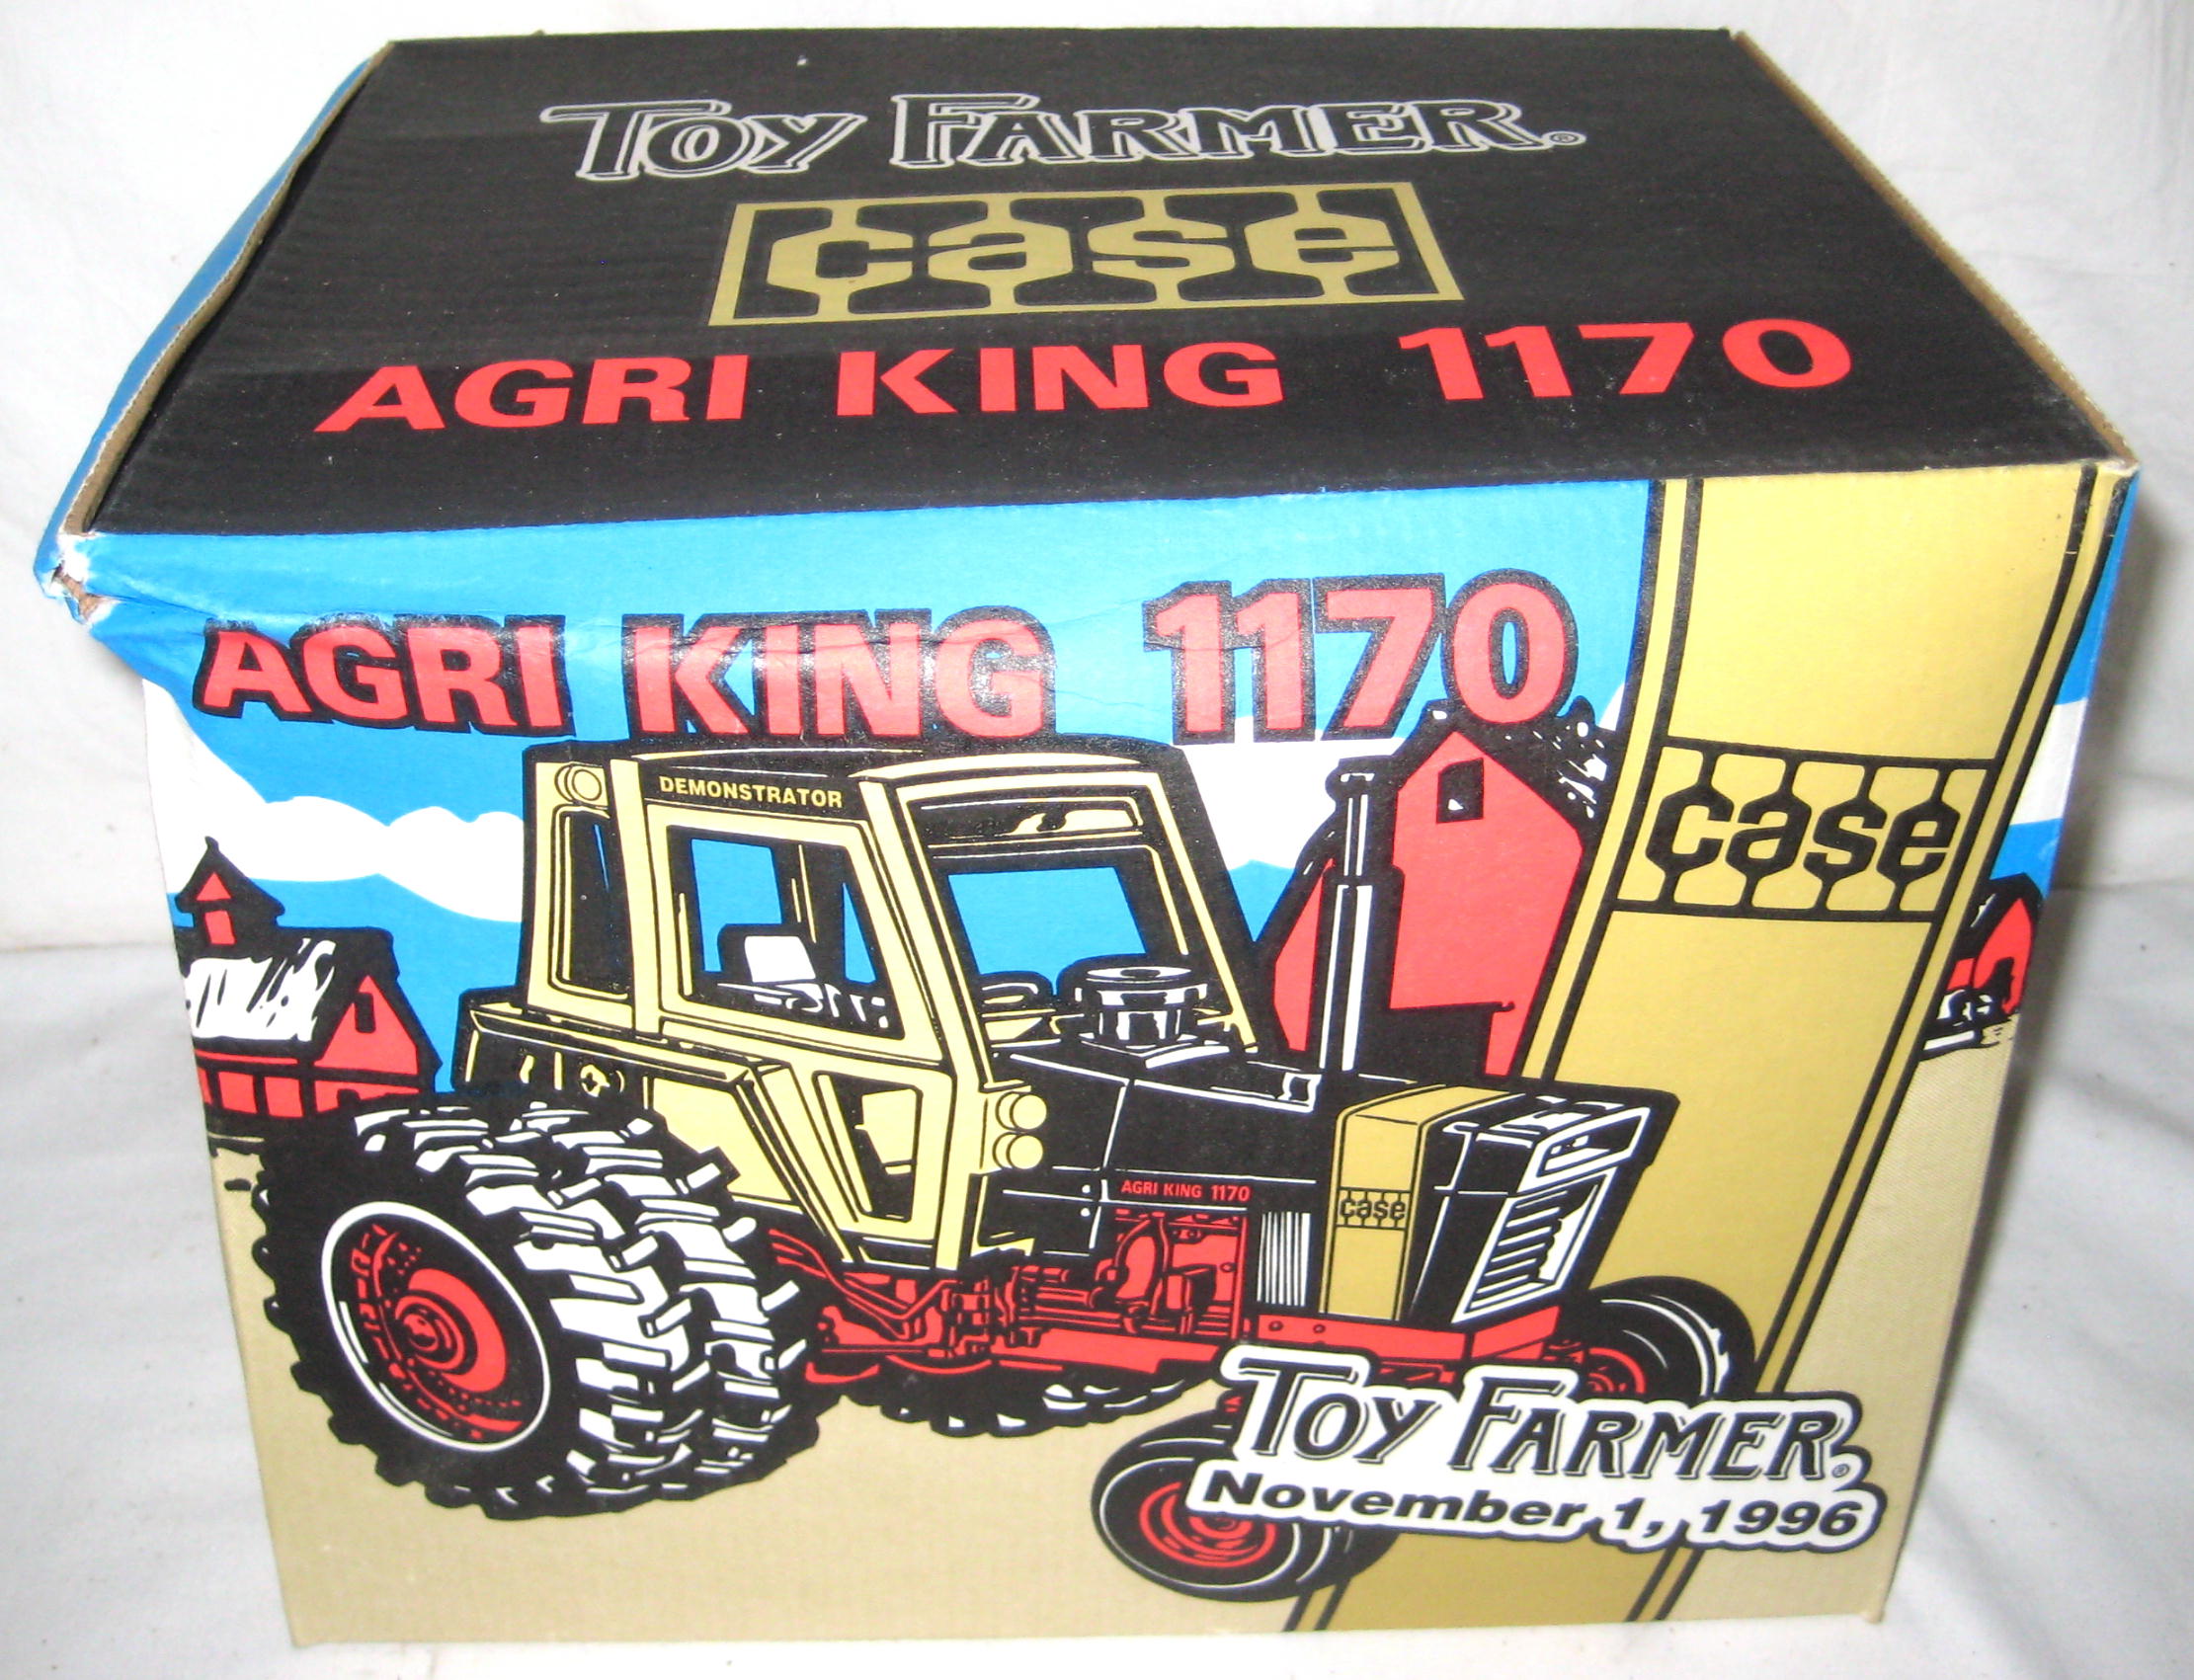 TOY FARMER®
case
AGRI KING 1170
AGRI KING 1170
case
DEMONSTRATOR
AGRI KING 1170
case
TOY FARMER®
November 1, 1996